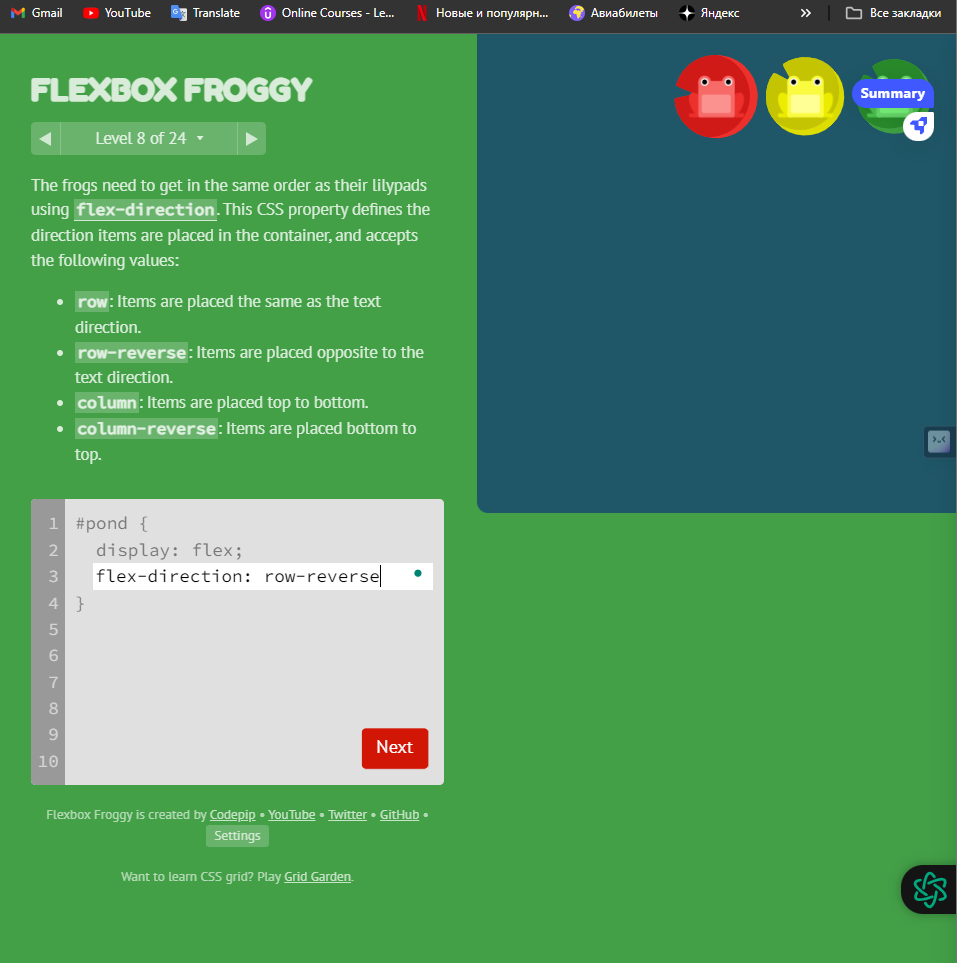 Gmail YouTube Translate Online Courses - Le... Новые и популярн... Авиабилеты Яндекс » Все закладки
FLEXBOX FROGGY
Level 8 of 24
The frogs need to get in the same order as their lilypads
using flex-direction. This CSS property defines the
direction items are placed in the container, and accepts
the following values:
• row: Items are placed the same as the text
direction.
• row-reverse: Items are placed opposite to the
text direction.
• column: Items are placed top to bottom.
• column-reverse: Items are placed bottom to
top.
1 #pond {
2 display: flex;
3 flex-direction: row-reverse
4 }
5
6
7
8
9
10
Next
Flexbox Froggy is created by Codepip • YouTube • Twitter • GitHub •
Settings
Want to learn CSS grid? Play Grid Garden.
Summary